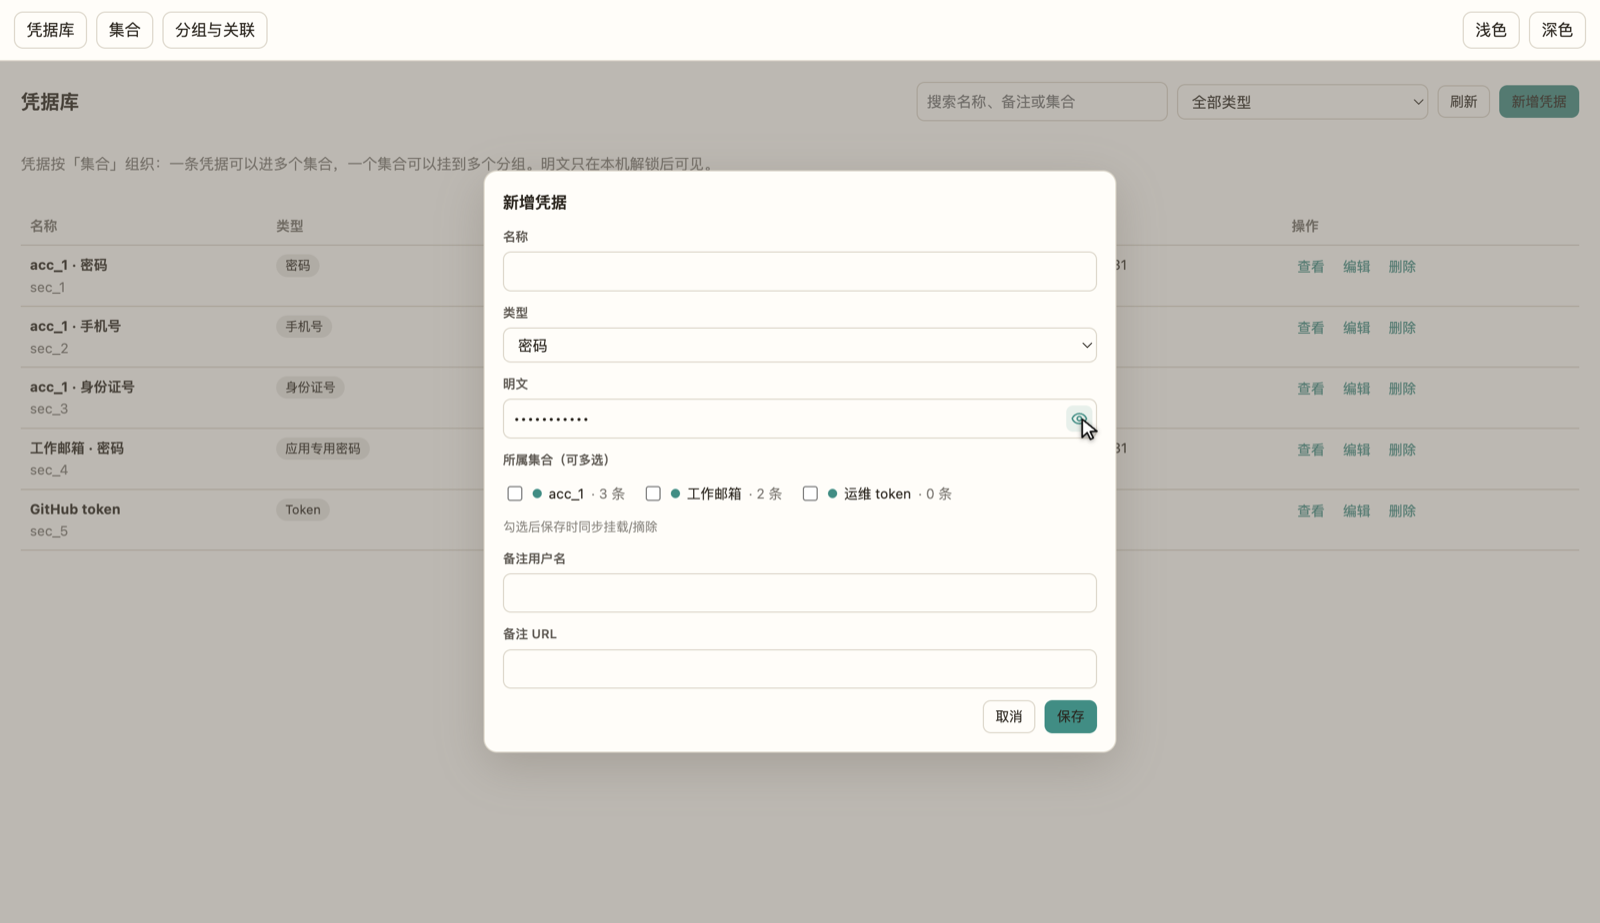 凭据库 集合 分组与关联 浅色 深色
凭据库 搜索名称、备注或集合 全部类型 刷新 新增凭据
凭据按「集合」组织：一条凭据可以进多个集合，一个集合可以挂到多个分组。明文只在本机解锁后可见。
名称 类型 操作
acc_1 · 密码 密码 31 查看 编辑 删除
sec_1
acc_1 · 手机号 手机号 查看 编辑 删除
sec_2
acc_1 · 身份证号 身份证号 查看 编辑 删除
sec_3
工作邮箱 · 密码 应用专用密码 31 查看 编辑 删除
sec_4
GitHub token Token 查看 编辑 删除
sec_5
新增凭据
名称
类型
密码
明文
•••••••••••
所属集合（可多选）
acc_1 · 3 条 工作邮箱 · 2 条 运维 token · 0 条
勾选后保存时同步挂载/摘除
备注用户名
备注 URL
取消 保存